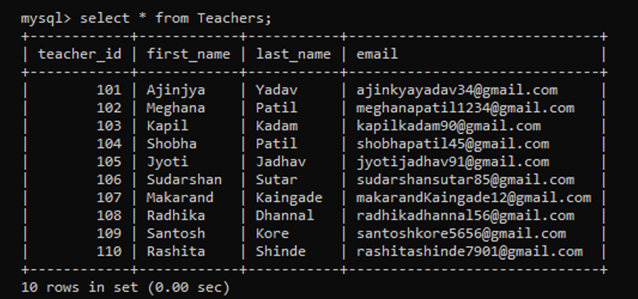 mysql> select * from Teachers;
+------------+------------+-----------+----------------------------+
| teacher_id | first_name | last_name | email                      |
+------------+------------+-----------+----------------------------+
|        101 | Ajinjya    | Yadav     | ajinkyayadav34@gmail.com   |
|        102 | Meghana    | Patil     | meghanapatil1234@gmail.com |
|        103 | Kapil      | Kadam     | kapilkadam90@gmail.com     |
|        104 | Shobha     | Patil     | shobhapatil45@gmail.com    |
|        105 | Jyoti      | Jadhav    | jyotijadhav91@gmail.com    |
|        106 | Sudarshan  | Sutar     | sudarshansutar85@gmail.com |
|        107 | Makarand   | Kaingade  | makarandKaingade12@gmail.com |
|        108 | Radhika    | Dhannal   | radhikadhannal56@gmail.com |
|        109 | Santosh    | Kore      | santoshkore5656@gmail.com  |
|        110 | Rashita    | Shinde    | rashitashinde7901@gmail.com |
+------------+------------+-----------+----------------------------+
10 rows in set (0.00 sec)